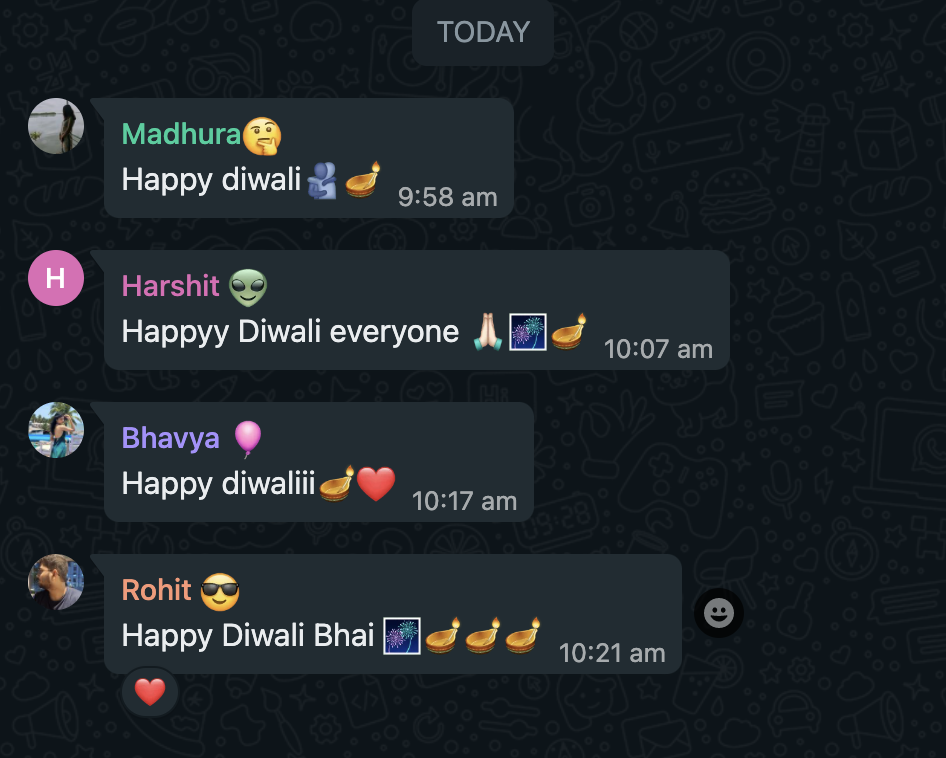 TODAY
Madhura🤔
Happy diwali🫂🪔
9:58 am
H
Harshit 👽
Happyy Diwali everyone 🙏🏻🎆🪔
10:07 am
Bhavya 🎈
Happy diwaliii🪔❤️
10:17 am
Rohit 😎
Happy Diwali Bhai 🎆🪔🪔🪔
10:21 am
❤️